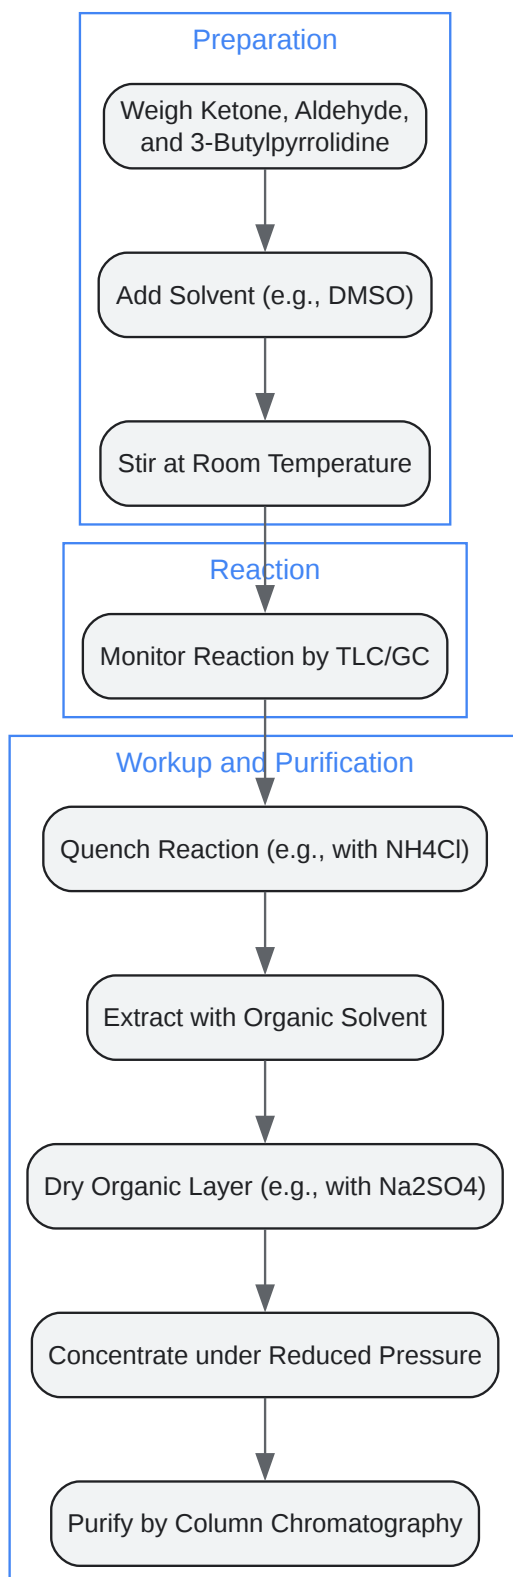 Preparation
Weigh Ketone, Aldehyde,
and 3-Butylpyrrolidine
Add Solvent (e.g., DMSO)
Stir at Room Temperature
Reaction
Monitor Reaction by TLC/GC
Workup and Purification
Quench Reaction (e.g., with NH4Cl)
Extract with Organic Solvent
Dry Organic Layer (e.g., with Na2SO4)
Concentrate under Reduced Pressure
Purify by Column Chromatography